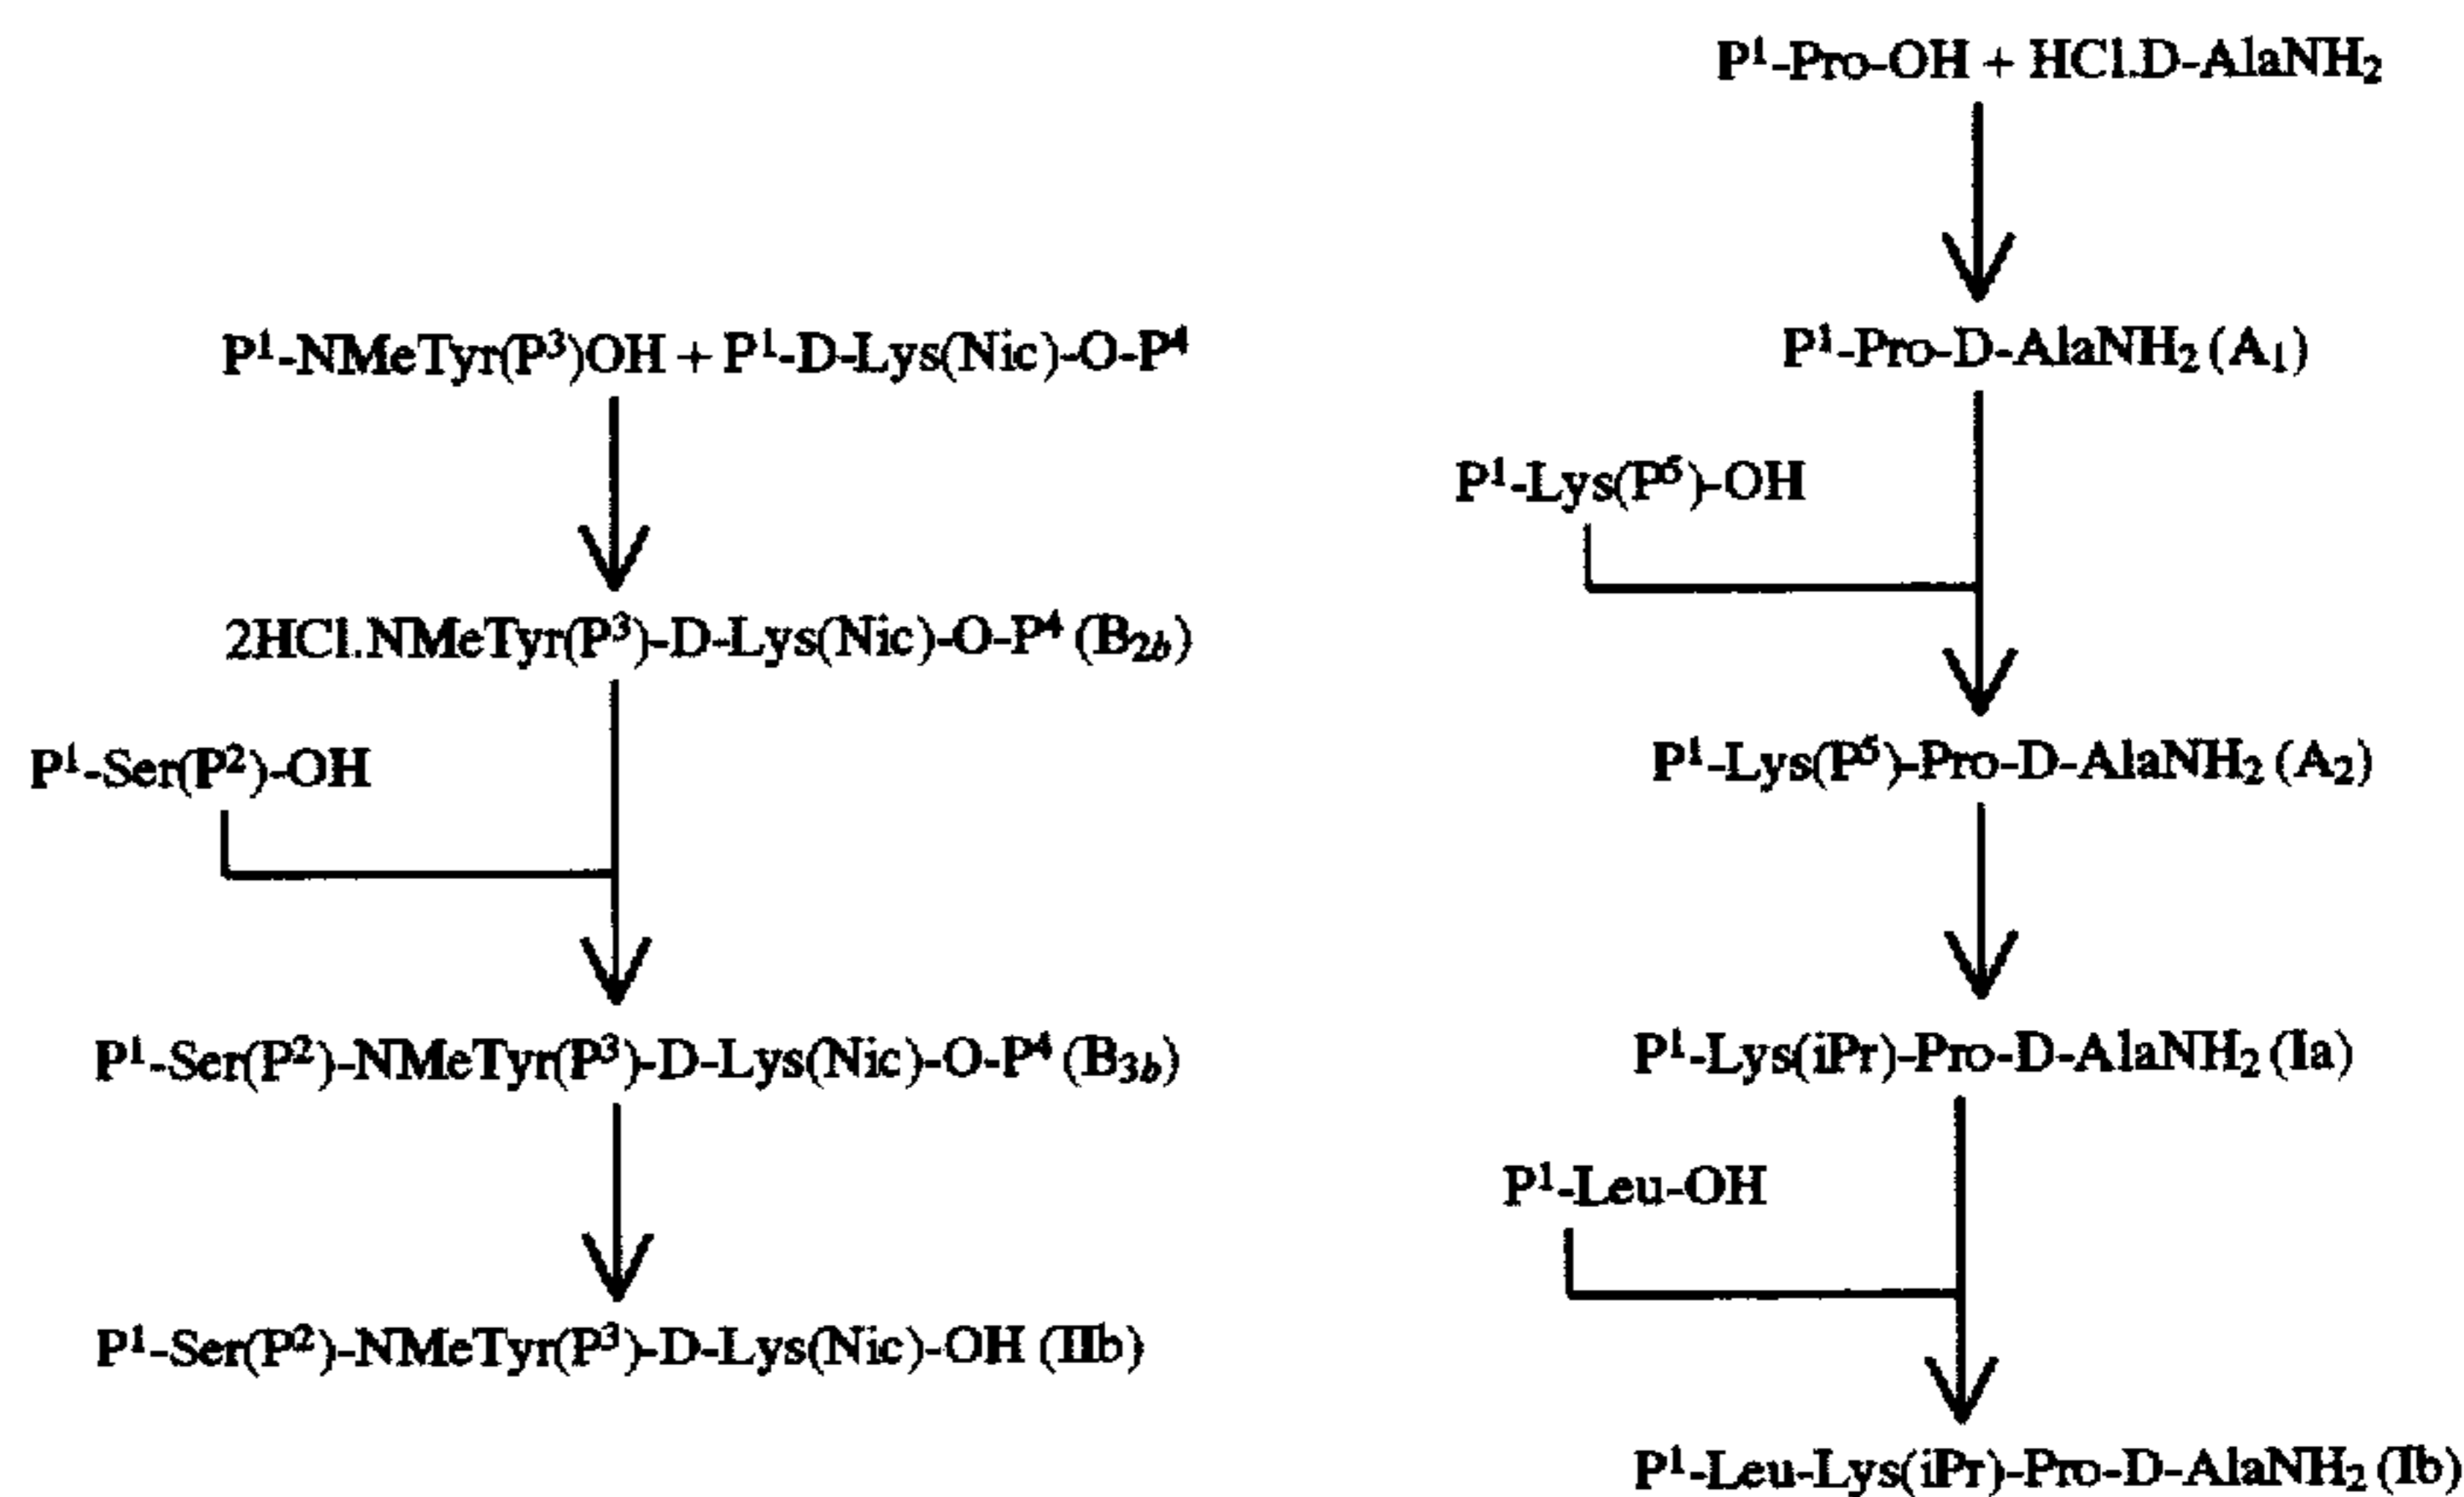 P¹-NMeTyr(P³)OH + P¹-D-Lys(Nic)-O-P⁴
2HCl.NMeTyr(P³)-D-Lys(Nic)-O-P⁴ (B₂b)
P¹-Ser(P²)-OH
P¹-Ser(P²)-NMeTyr(P³)-D-Lys(Nic)-O-P⁴ (B₃b)
P¹-Ser(P²)-NMeTyr(P³)-D-Lys(Nic)-OH (IIb)
P¹-Pro-OH + HCl.D-AlaNH₂
P¹-Pro-D-AlaNH₂ (A₁)
P¹-Lys(P⁵)-OH
P¹-Lys(P⁵)-Pro-D-AlaNH₂ (A₂)
P¹-Lys(iPr)-Pro-D-AlaNH₂ (Ia)
P¹-Leu-OH
P¹-Leu-Lys(iPr)-Pro-D-AlaNH₂ (Ib)